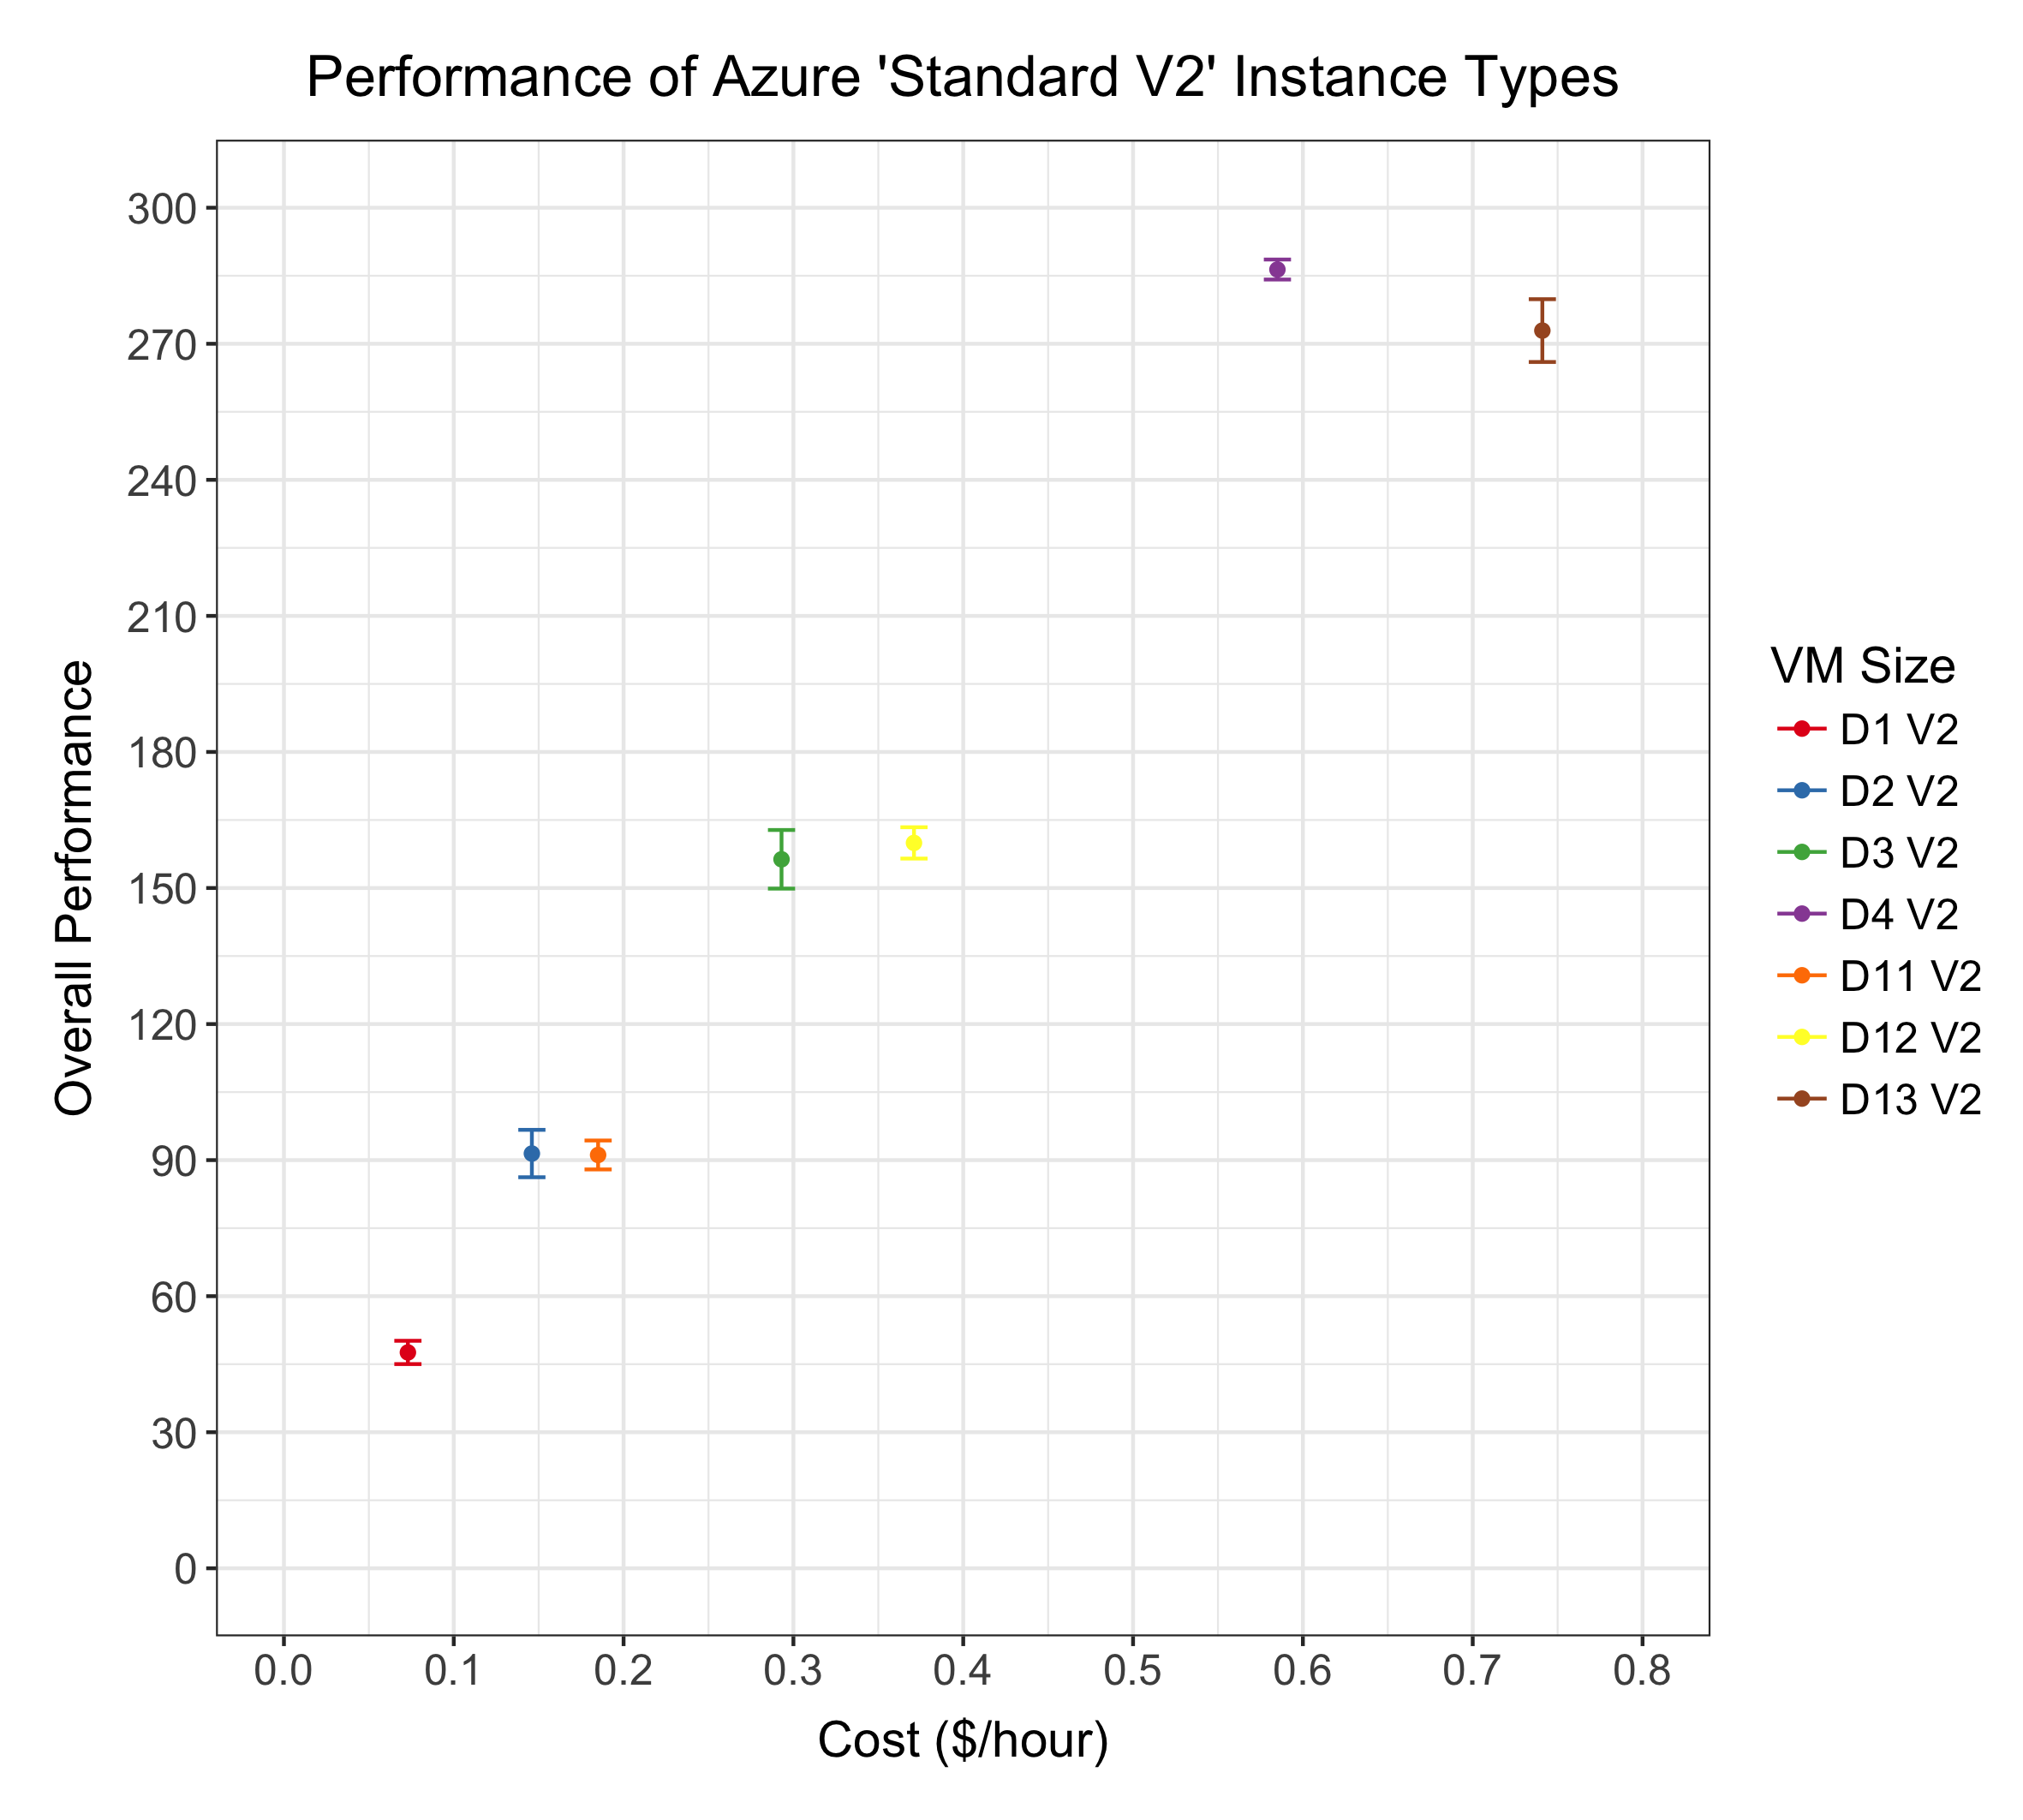 Performance of Azure 'Standard V2' Instance Types
Overall Performance
300
270
240
210
180
150
120
90
60
30
0
0.0 0.1 0.2 0.3 0.4 0.5 0.6 0.7 0.8
Cost ($/hour)
VM Size
D1 V2
D2 V2
D3 V2
D4 V2
D11 V2
D12 V2
D13 V2